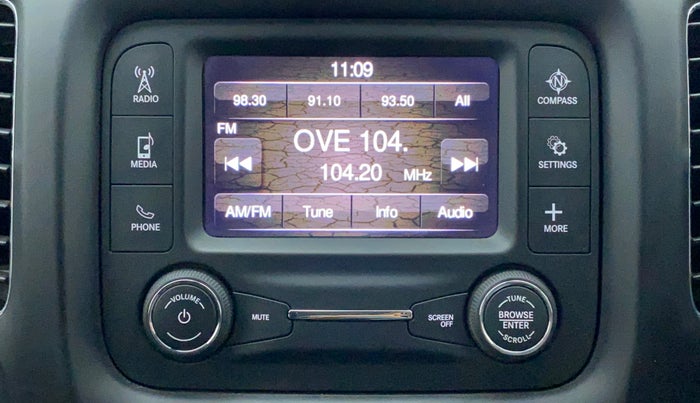 11:09
98.30 91.10 93.50 All
FM
OVE 104.
104.20 MHz
AM/FM Tune Info Audio
RADIO
MEDIA
PHONE
N
COMPASS
SETTINGS
MORE
VOLUME
MUTE
SCREEN
OFF
TUNE
BROWSE
ENTER
SCROLL